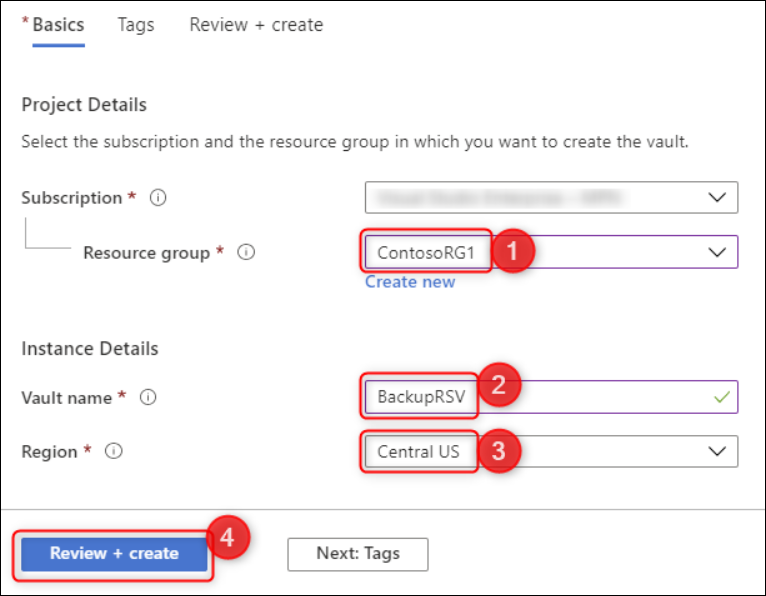 * Basics Tags Review + create
Project Details
Select the subscription and the resource group in which you want to create the vault.
Subscription * i
Resource group * i ContosoRG1 1
Create new
Instance Details
Vault name * i BackupRSV 2
Region * i Central US 3
Review + create 4 Next: Tags